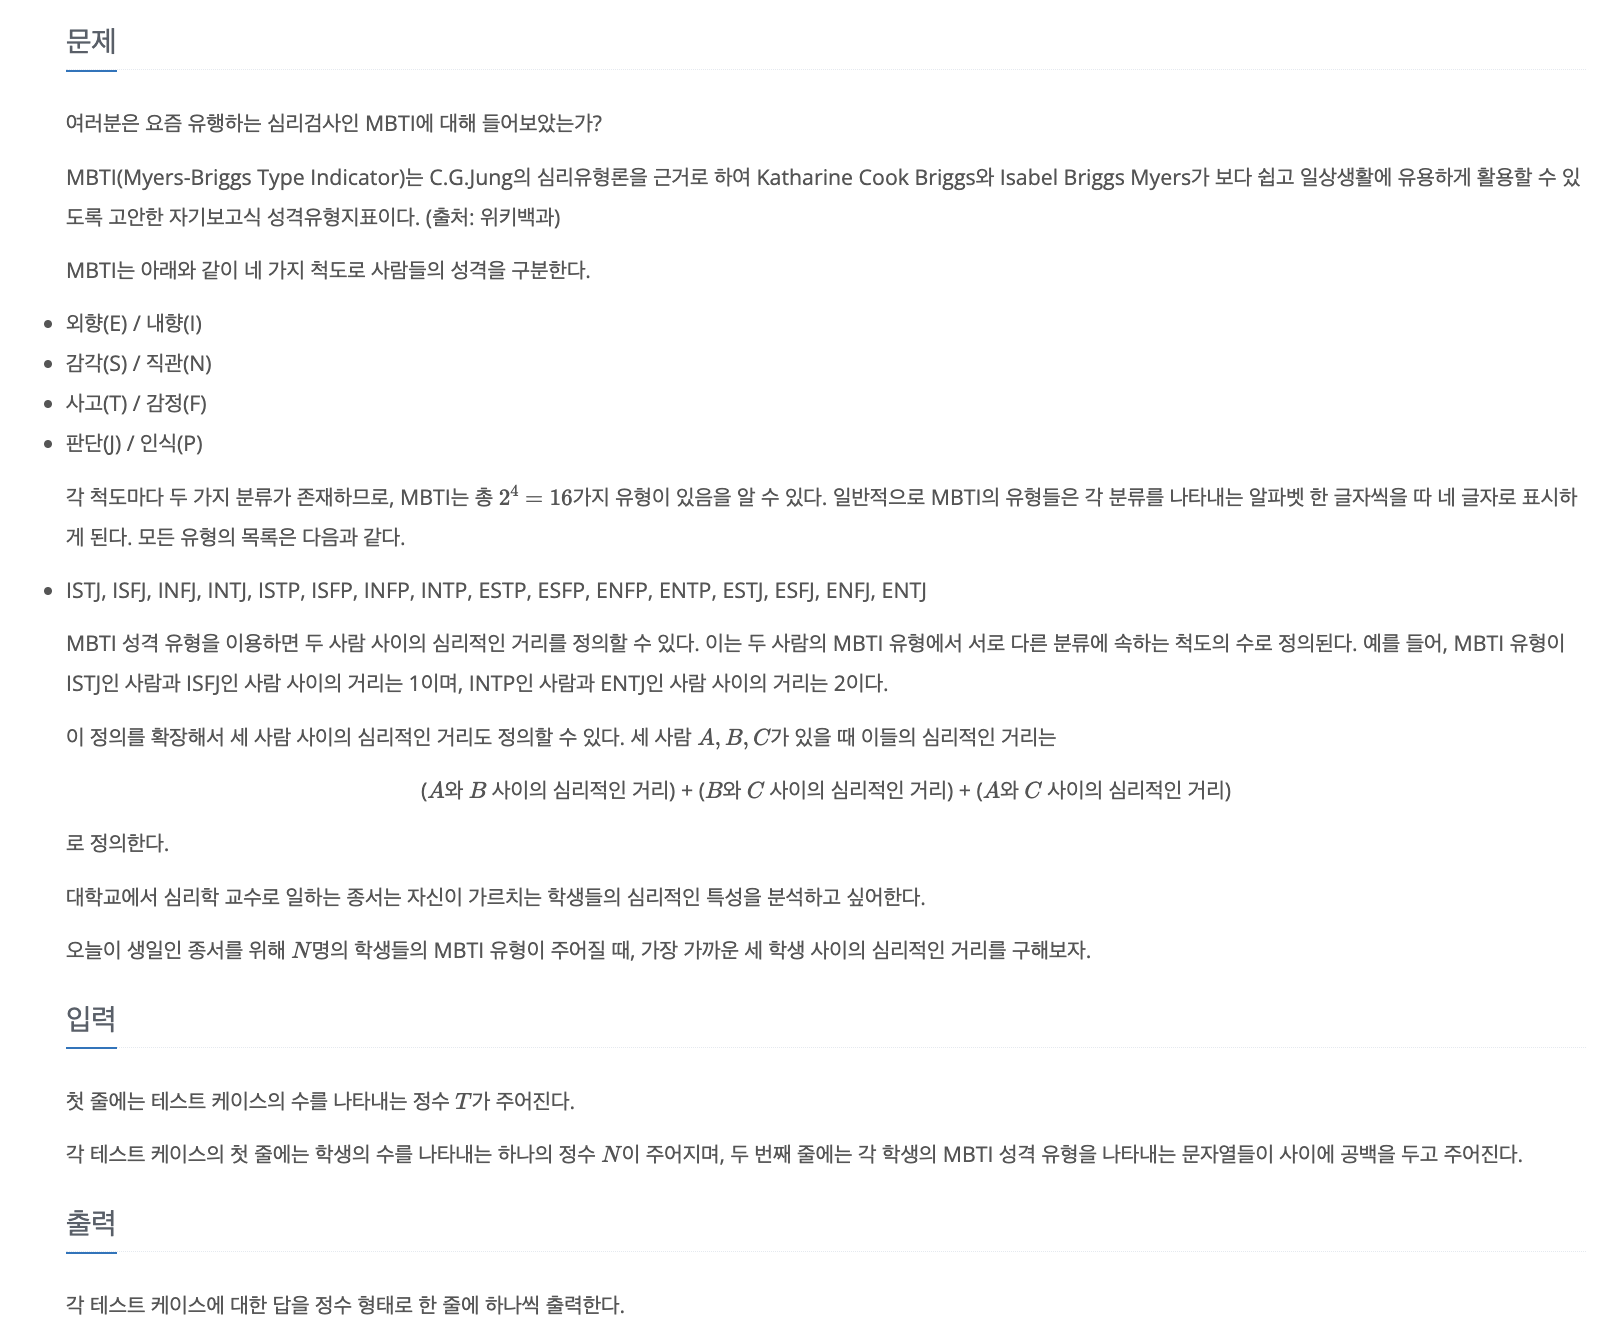 문제
여러분은 요즘 유행하는 심리검사인 MBTI에 대해 들어보았는가?
MBTI(Myers-Briggs Type Indicator)는 C.G.Jung의 심리유형론을 근거로 하여 Katharine Cook Briggs와 Isabel Briggs Myers가 보다 쉽고 일상생활에 유용하게 활용할 수 있
도록 고안한 자기보고식 성격유형지표이다. (출처: 위키백과)
MBTI는 아래와 같이 네 가지 척도로 사람들의 성격을 구분한다.
• 외향(E) / 내향(I)
• 감각(S) / 직관(N)
• 사고(T) / 감정(F)
• 판단(J) / 인식(P)
각 척도마다 두 가지 분류가 존재하므로, MBTI는 총 2⁴ = 16가지 유형이 있음을 알 수 있다. 일반적으로 MBTI의 유형들은 각 분류를 나타내는 알파벳 한 글자씩을 따 네 글자로 표시하
게 된다. 모든 유형의 목록은 다음과 같다.
• ISTJ, ISFJ, INFJ, INTJ, ISTP, ISFP, INFP, INTP, ESTP, ESFP, ENFP, ENTP, ESTJ, ESFJ, ENFJ, ENTJ
MBTI 성격 유형을 이용하면 두 사람 사이의 심리적인 거리를 정의할 수 있다. 이는 두 사람의 MBTI 유형에서 서로 다른 분류에 속하는 척도의 수로 정의된다. 예를 들어, MBTI 유형이
ISTJ인 사람과 ISFJ인 사람 사이의 거리는 1이며, INTP인 사람과 ENTJ인 사람 사이의 거리는 2이다.
이 정의를 확장해서 세 사람 사이의 심리적인 거리도 정의할 수 있다. 세 사람 A, B, C가 있을 때 이들의 심리적인 거리는
(A와 B 사이의 심리적인 거리) + (B와 C 사이의 심리적인 거리) + (A와 C 사이의 심리적인 거리)
로 정의한다.
대학교에서 심리학 교수로 일하는 종서는 자신이 가르치는 학생들의 심리적인 특성을 분석하고 싶어한다.
오늘이 생일인 종서를 위해 N명의 학생들의 MBTI 유형이 주어질 때, 가장 가까운 세 학생 사이의 심리적인 거리를 구해보자.
입력
첫 줄에는 테스트 케이스의 수를 나타내는 정수 T가 주어진다.
각 테스트 케이스의 첫 줄에는 학생의 수를 나타내는 하나의 정수 N이 주어지며, 두 번째 줄에는 각 학생의 MBTI 성격 유형을 나타내는 문자열들이 사이에 공백을 두고 주어진다.
출력
각 테스트 케이스에 대한 답을 정수 형태로 한 줄에 하나씩 출력한다.